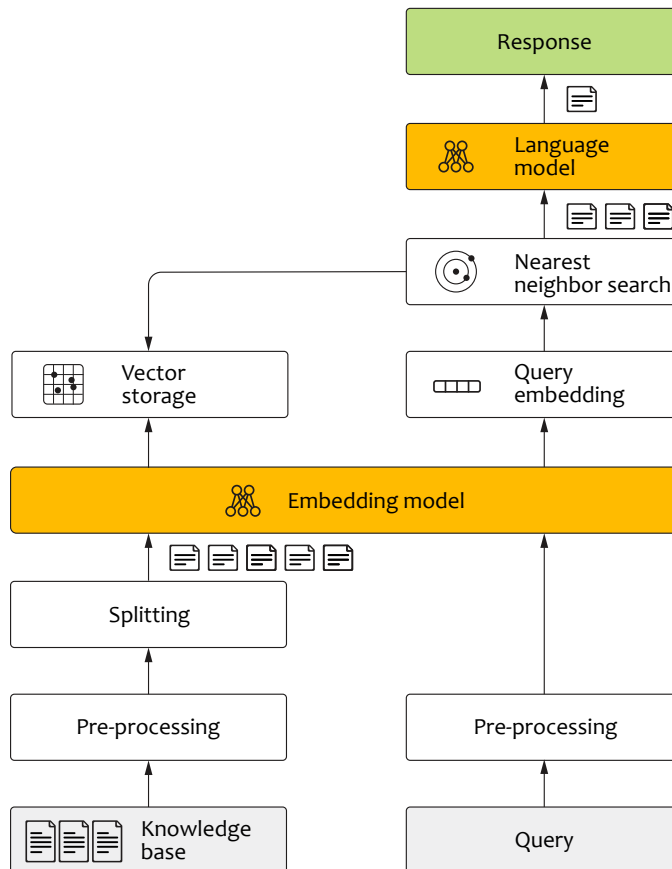 Response
Language
model
Nearest
neighbor search
Vector
storage
Query
embedding
Embedding model
Splitting
Pre-processing
Pre-processing
Knowledge
base
Query